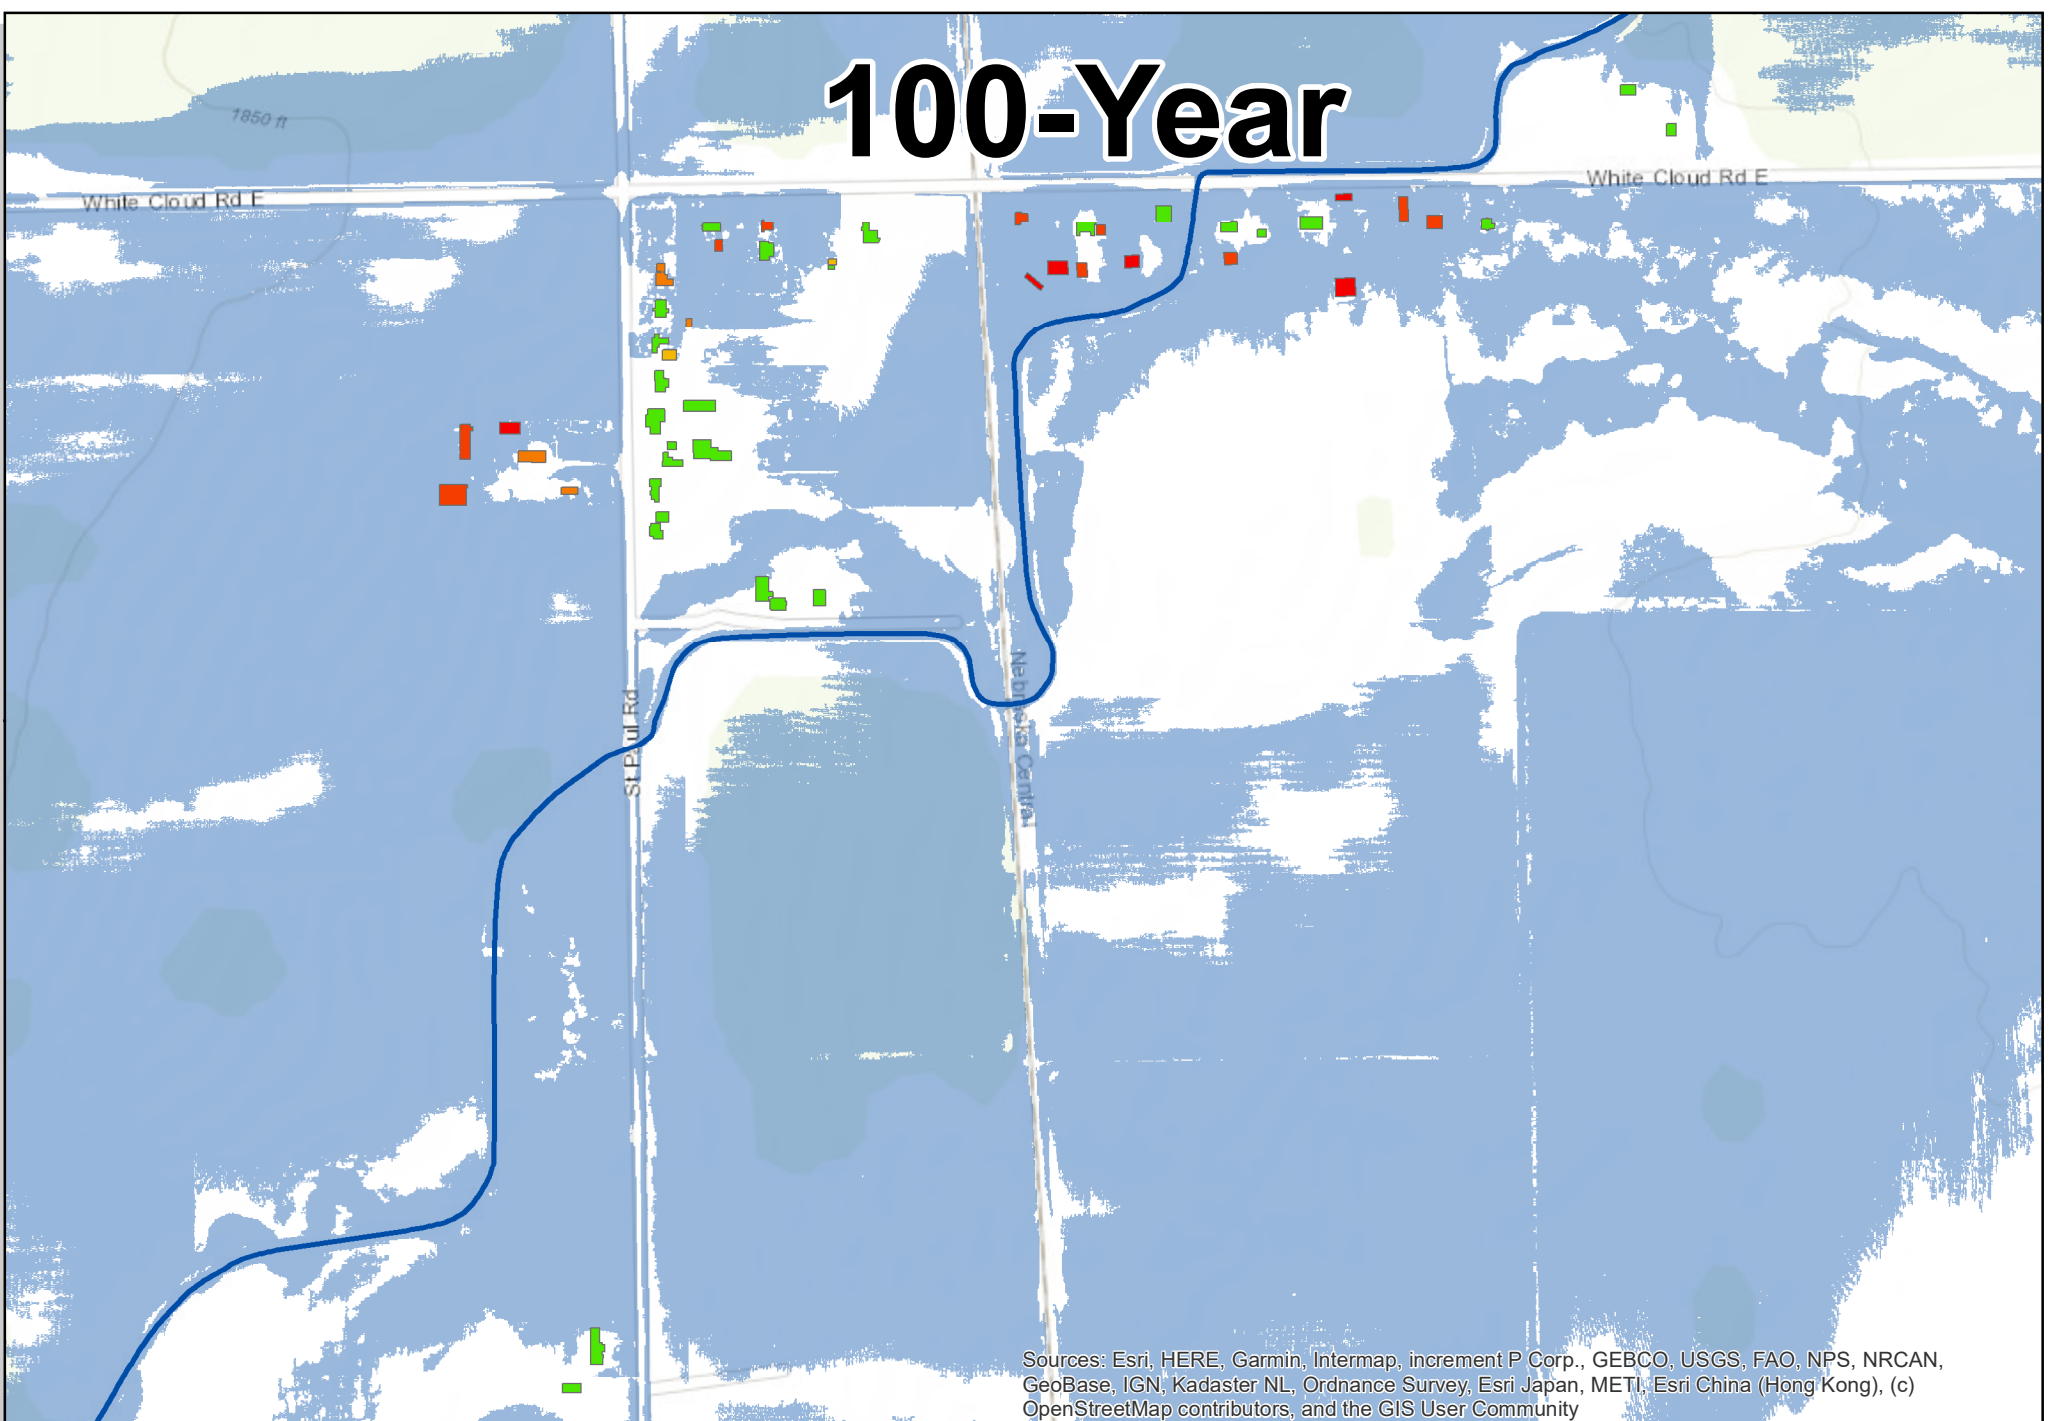 100-Year
1850 ft
White Cloud Rd E
White Cloud Rd E
St Paul Rd
Nebraska Central
Sources: Esri, HERE, Garmin, Intermap, increment P Corp., GEBCO, USGS, FAO, NPS, NRCAN,
GeoBase, IGN, Kadaster NL, Ordnance Survey, Esri Japan, METI, Esri China (Hong Kong), (c)
OpenStreetMap contributors, and the GIS User Community